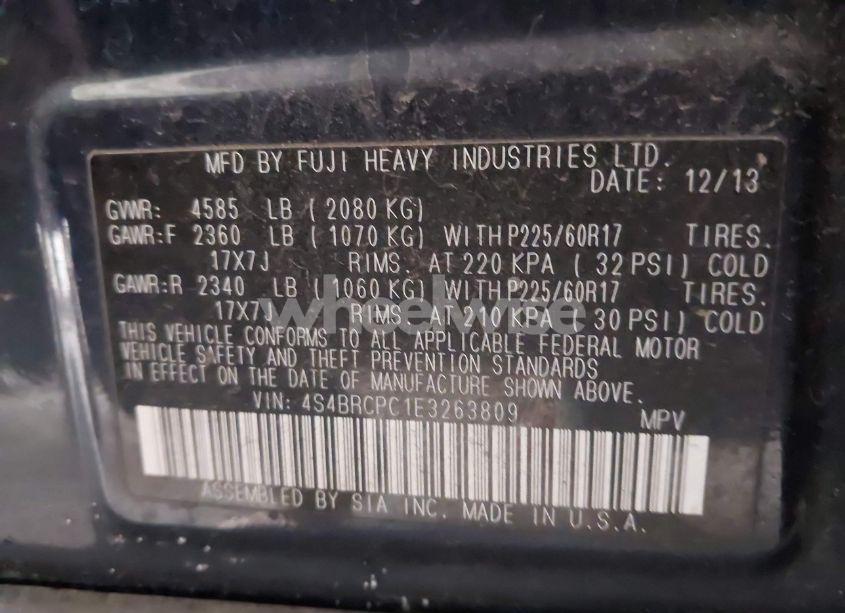 MFD BY FUJI HEAVY INDUSTRIES LTD.
DATE: 12/13
GVWR: 4585 LB ( 2080 KG)
GAWR:F 2360 LB ( 1070 KG) WITH P225/60R17 TIRES.
17X7J RIMS. AT 220 KPA ( 32 PSI) COLD
GAWR:R 2340 LB ( 1060 KG) WITH P225/60R17 TIRES.
17X7J RIMS AT 210 KPA ( 30 PSI) COLD
wheelwise
THIS VEHICLE CONFORMS TO ALL APPLICABLE FEDERAL MOTOR
VEHICLE SAFETY AND THEFT PREVENTION STANDARDS
IN EFFECT ON THE DATE OF MANUFACTURE SHOWN ABOVE.
VIN: 4S4BRCPC1E3263809 MPV
ASSEMBLED BY SIA INC. MADE IN U.S.A.